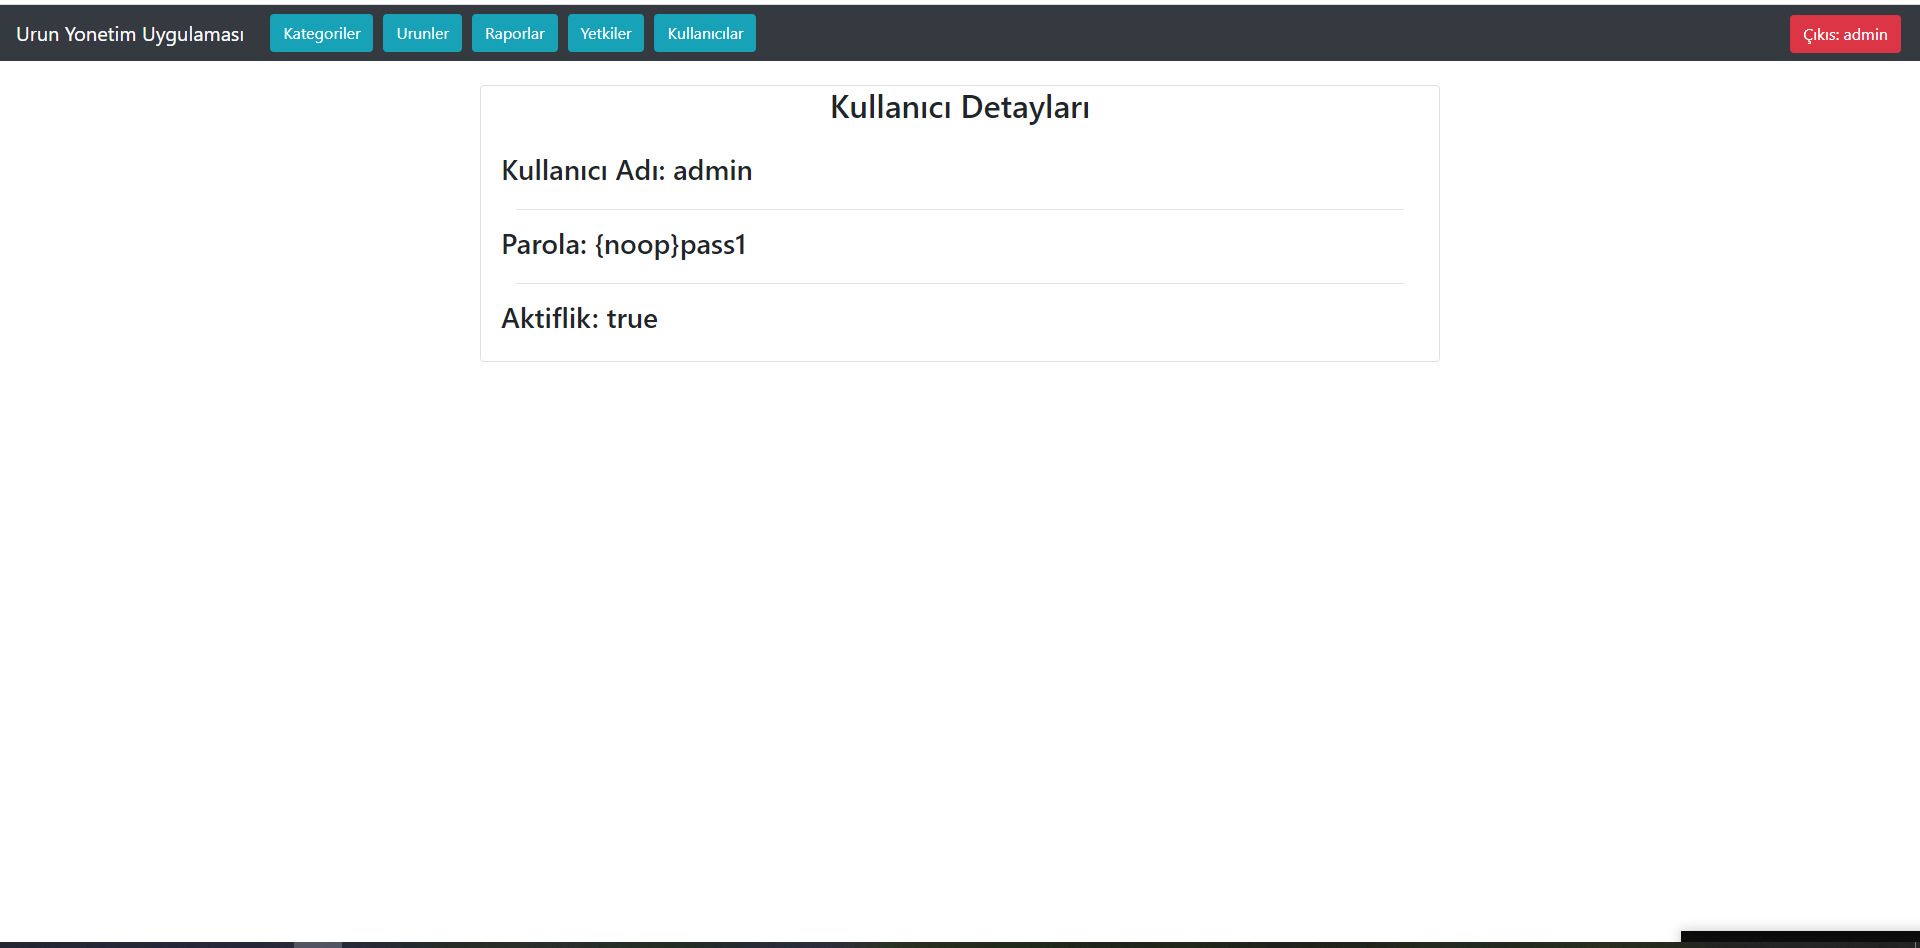 Urun Yonetim Uygulaması Kategoriler Urunler Raporlar Yetkiler Kullanıcılar Çıkıs: admin
Kullanıcı Detayları
Kullanıcı Adı: admin
Parola: {noop}pass1
Aktiflik: true